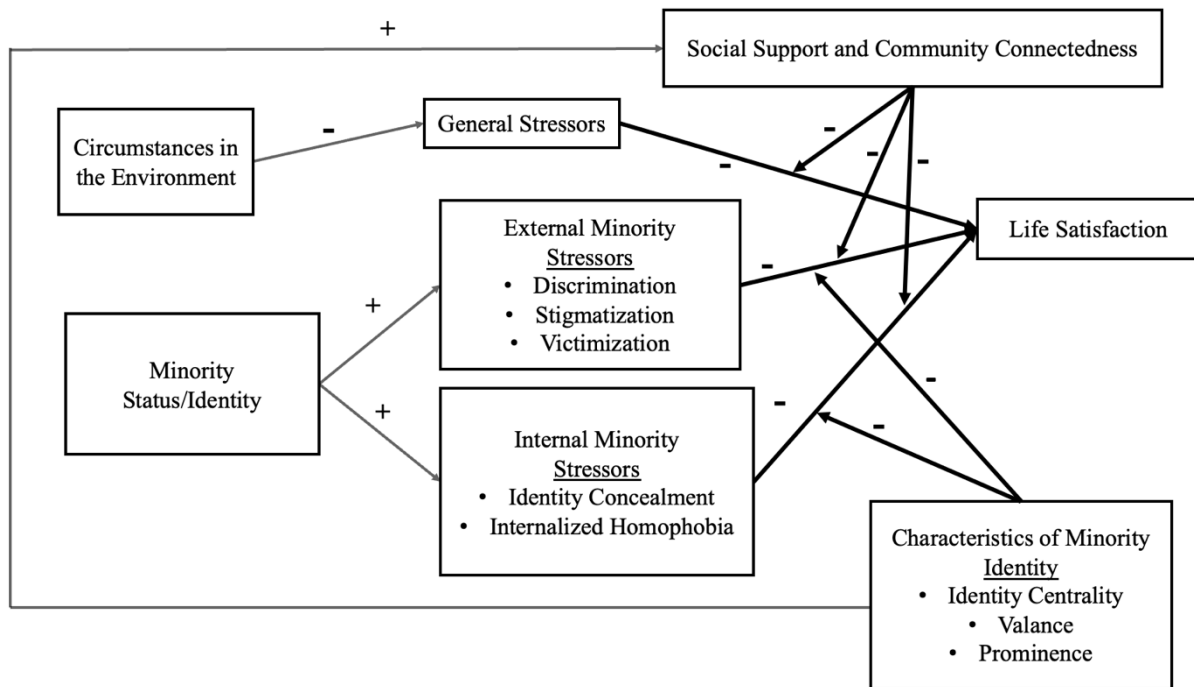 +
Social Support and Community Connectedness
Circumstances in
the Environment
-
General Stressors
-
-
-
-
Life Satisfaction
External Minority
Stressors
• Discrimination
• Stigmatization
• Victimization
-
Minority
Status/Identity
+
+
Internal Minority
Stressors
• Identity Concealment
• Internalized Homophobia
-
-
-
Characteristics of Minority
Identity
• Identity Centrality
• Valance
• Prominence